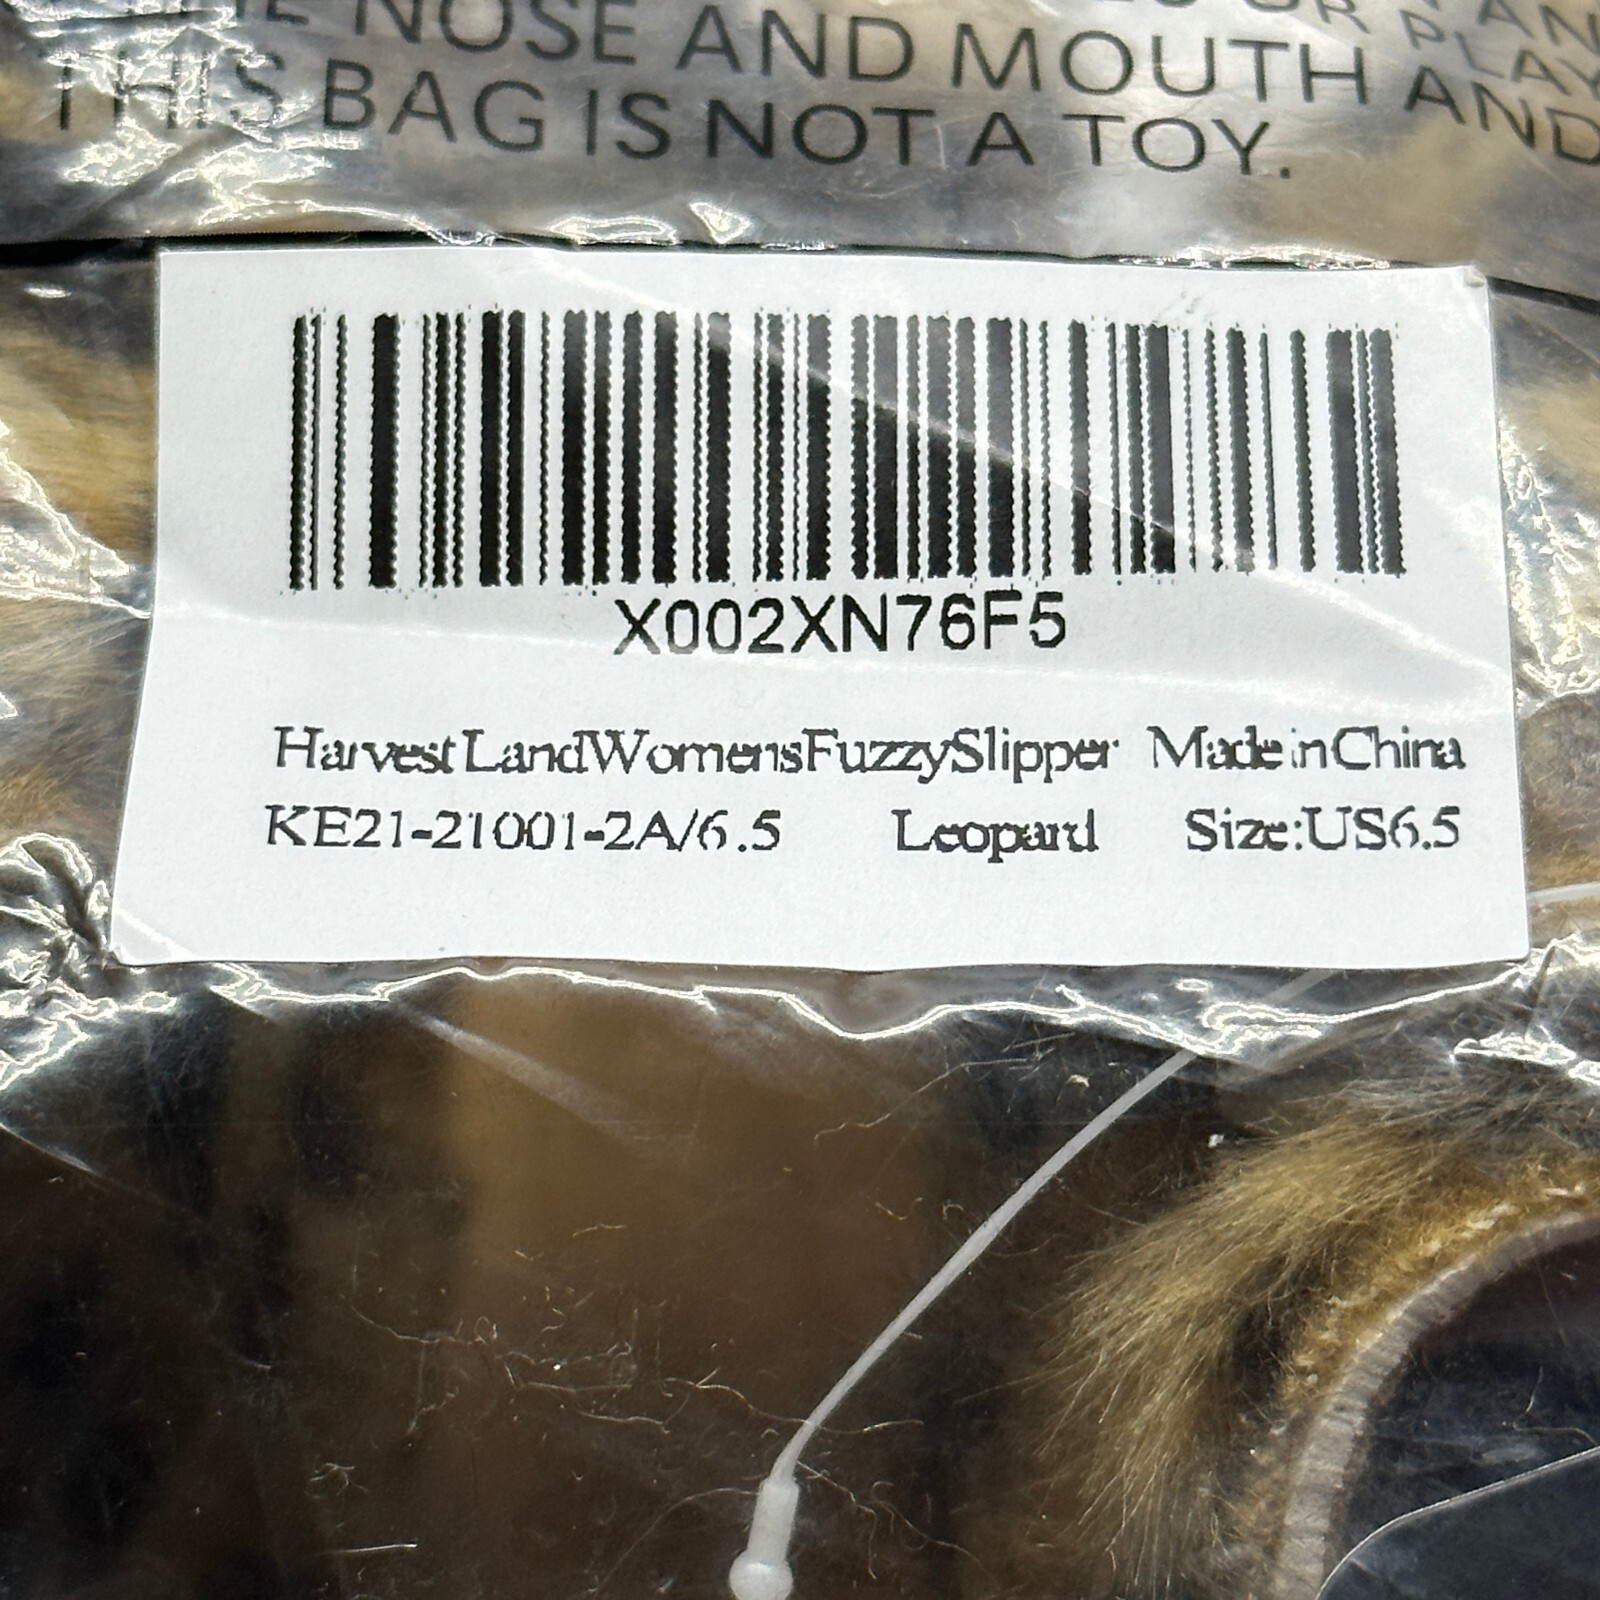 NOSE AND MOUTH AND
PLAY
THIS BAG IS NOT A TOY.
X002XN76F5
Harvest Land Womens Fuzzy Slipper Made in China
KE21-21001-2A/6.5 Leopard Size:US6.5